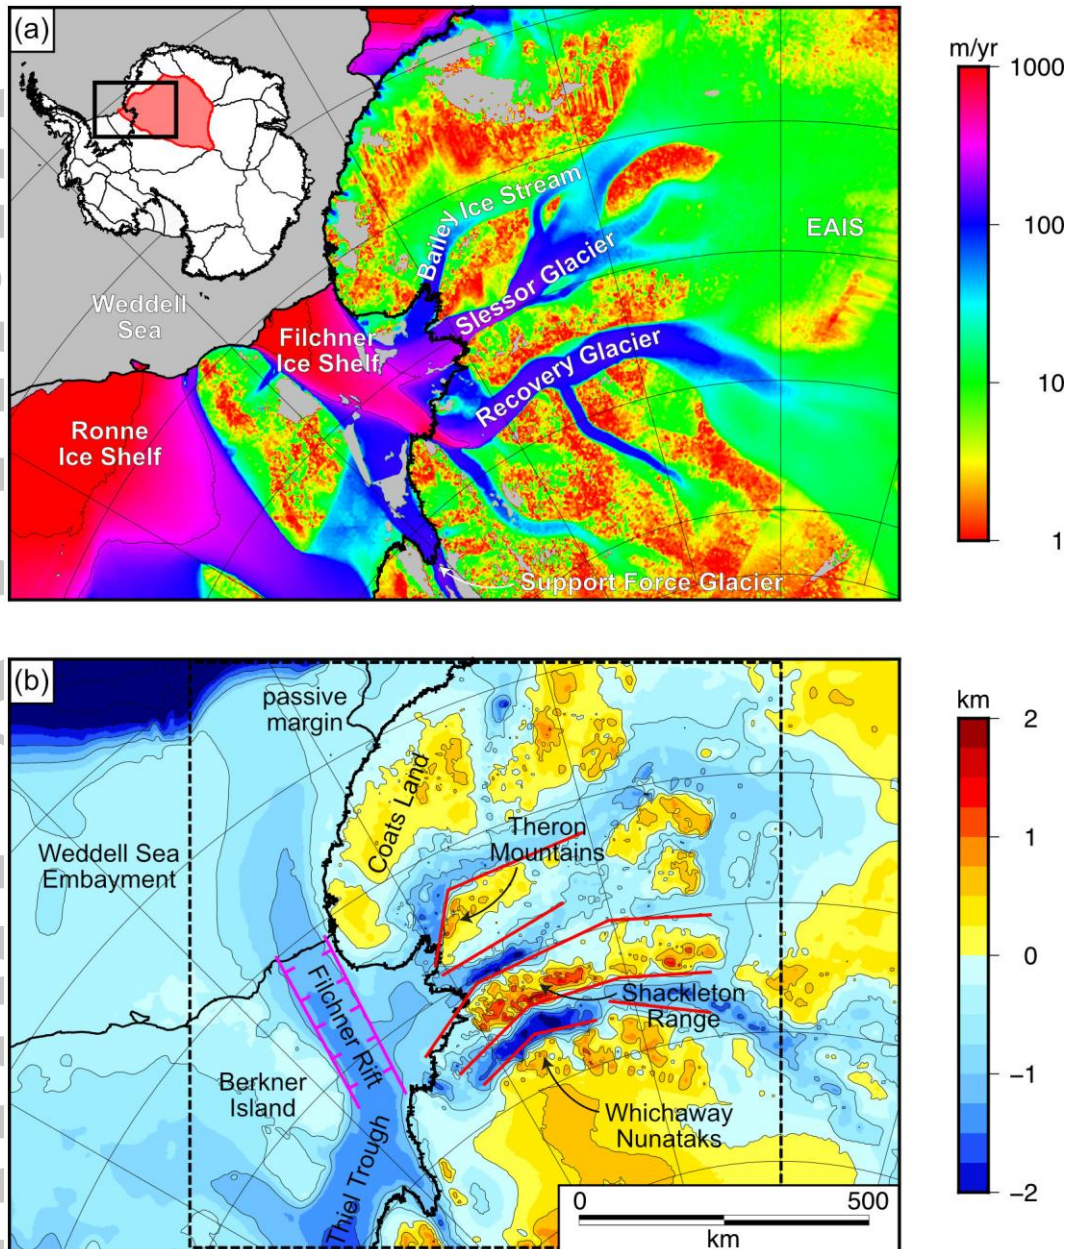 (a)
m/yr
1000
100
10
1
Weddell
Sea
Filchner
Ice Shelf
Ronne
Ice Shelf
Bailey Ice Stream
Slessor Glacier
Recovery Glacier
EAIS
Support Force Glacier
(b)
km
2
1
0
−1
−2
passive
margin
Coats Land
Weddell Sea
Embayment
Theron
Mountains
Filchner Rift
Shackleton
Range
Berkner
Island
Whichaway
Nunataks
Thiel Trough
0
500
km